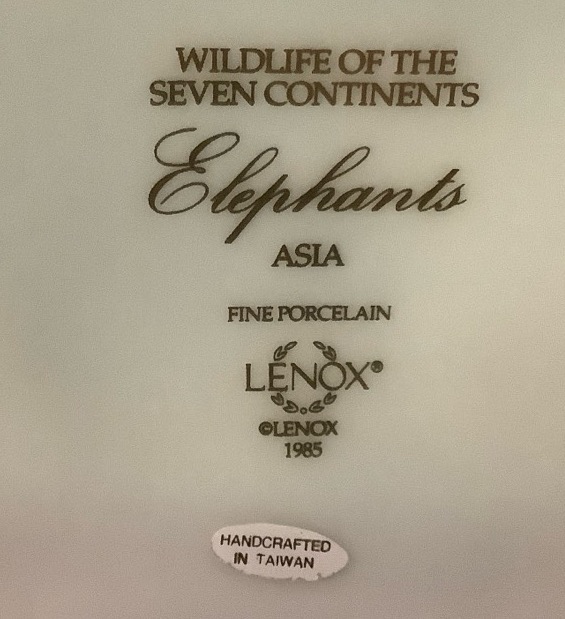 WILDLIFE OF THE
SEVEN CONTINENTS
Elephants
ASIA
FINE PORCELAIN
LENOX®
©LENOX
1985
HANDCRAFTED
IN TAIWAN